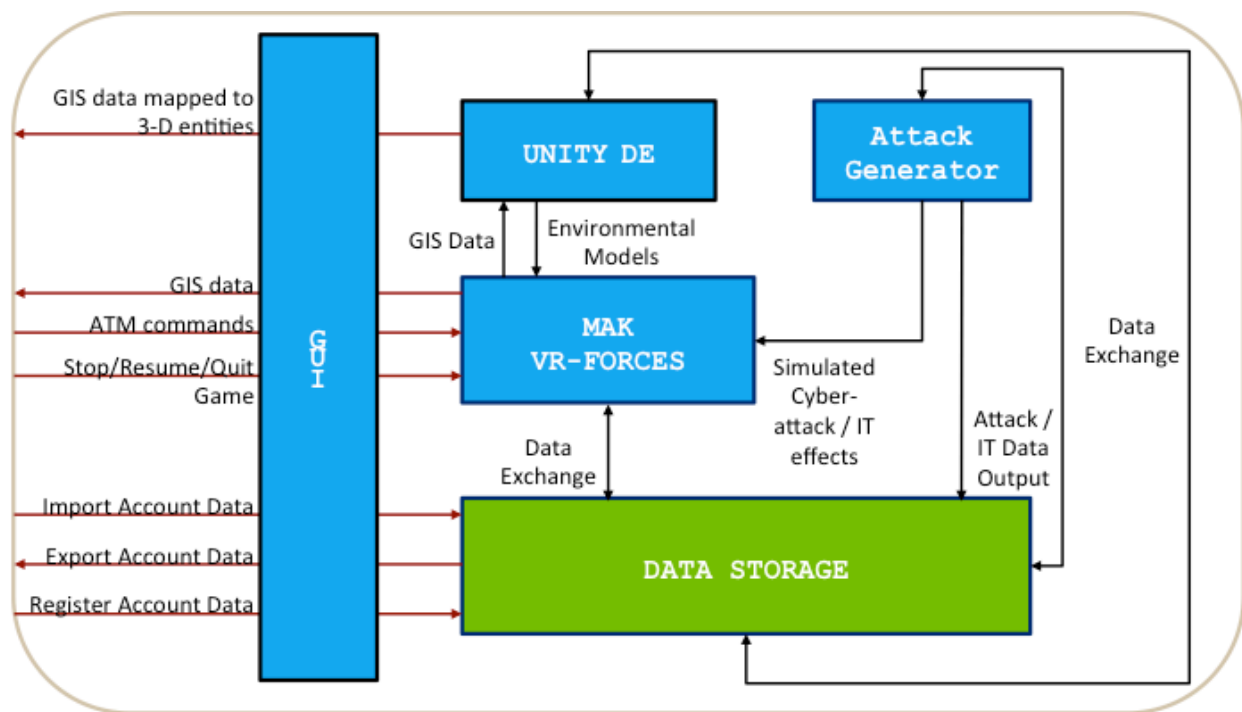 GIS data mapped to
3-D entities
UNITY DE
Attack
Generator
GIS Data
Environmental
Models
GIS data
ATM commands
Stop/Resume/Quit
Game
GUI
MAK
VR-FORCES
Data
Exchange
Simulated
Cyber-
attack / IT
effects
Attack /
IT Data
Output
Data
Exchange
Import Account Data
Export Account Data
Register Account Data
DATA STORAGE